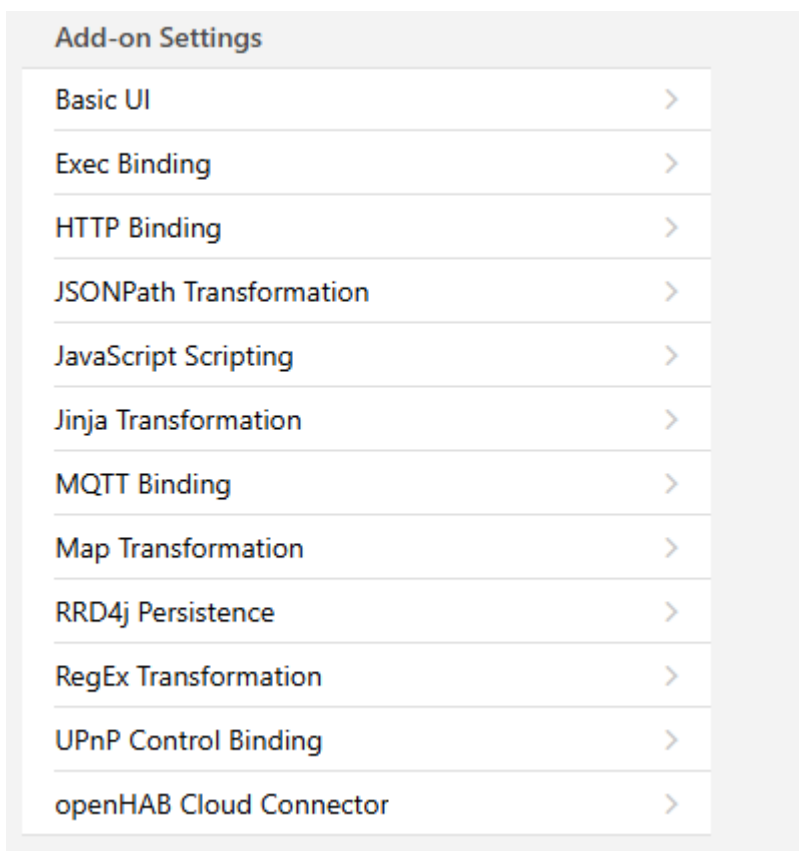 Add-on Settings
Basic UI
Exec Binding
HTTP Binding
JSONPath Transformation
JavaScript Scripting
Jinja Transformation
MQTT Binding
Map Transformation
RRD4j Persistence
RegEx Transformation
UPnP Control Binding
openHAB Cloud Connector